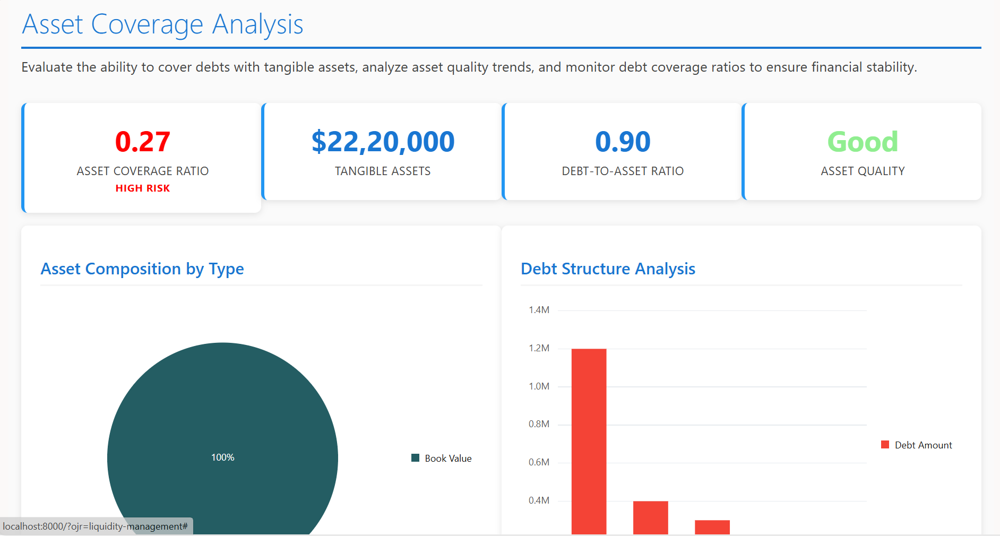 Asset Coverage Analysis
Evaluate the ability to cover debts with tangible assets, analyze asset quality trends, and monitor debt coverage ratios to ensure financial stability.
0.27
ASSET COVERAGE RATIO
HIGH RISK
$22,20,000
TANGIBLE ASSETS
0.90
DEBT-TO-ASSET RATIO
Good
ASSET QUALITY
Asset Composition by Type
100%
Book Value
Debt Structure Analysis
1.4M
1.2M
1.0M
0.8M
0.6M
0.4M
Debt Amount
localhost:8000/?ojr=liquidity-management#